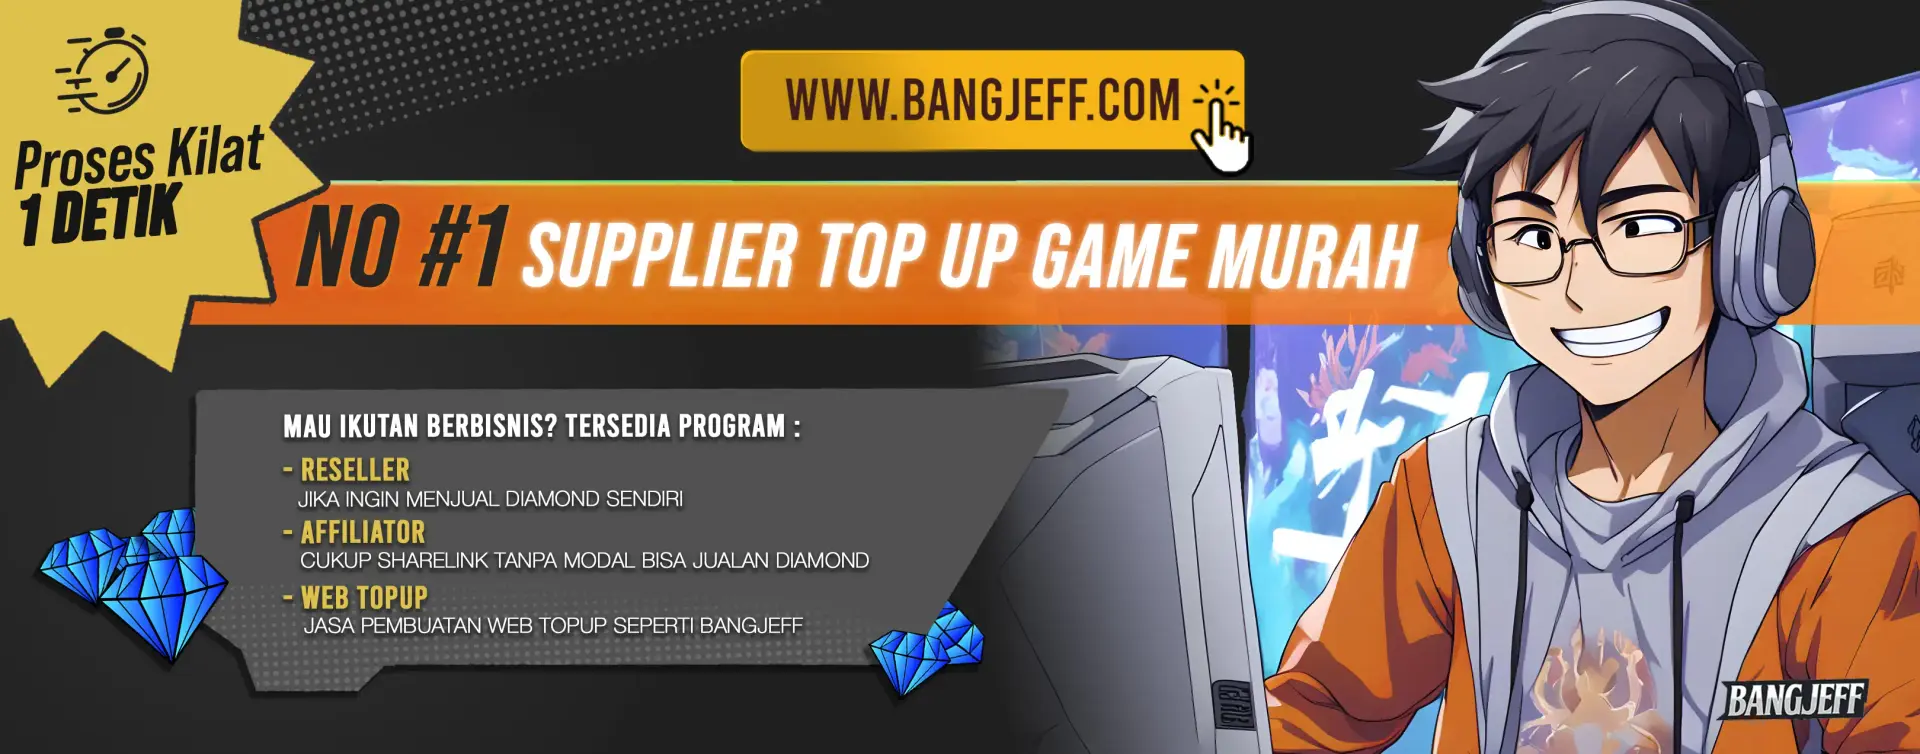 WWW.BANGJEFF.COM
Proses Kilat
1 DETIK
NO #1 SUPPLIER TOP UP GAME MURAH
MAU IKUTAN BERBISNIS? TERSEDIA PROGRAM :
- RESELLER
JIKA INGIN MENJUAL DIAMOND SENDIRI
- AFFILIATOR
CUKUP SHARELINK TANPA MODAL BISA JUALAN DIAMOND
- WEB TOPUP
JASA PEMBUATAN WEB TOPUP SEPERTI BANGJEFF
BANGJEFF